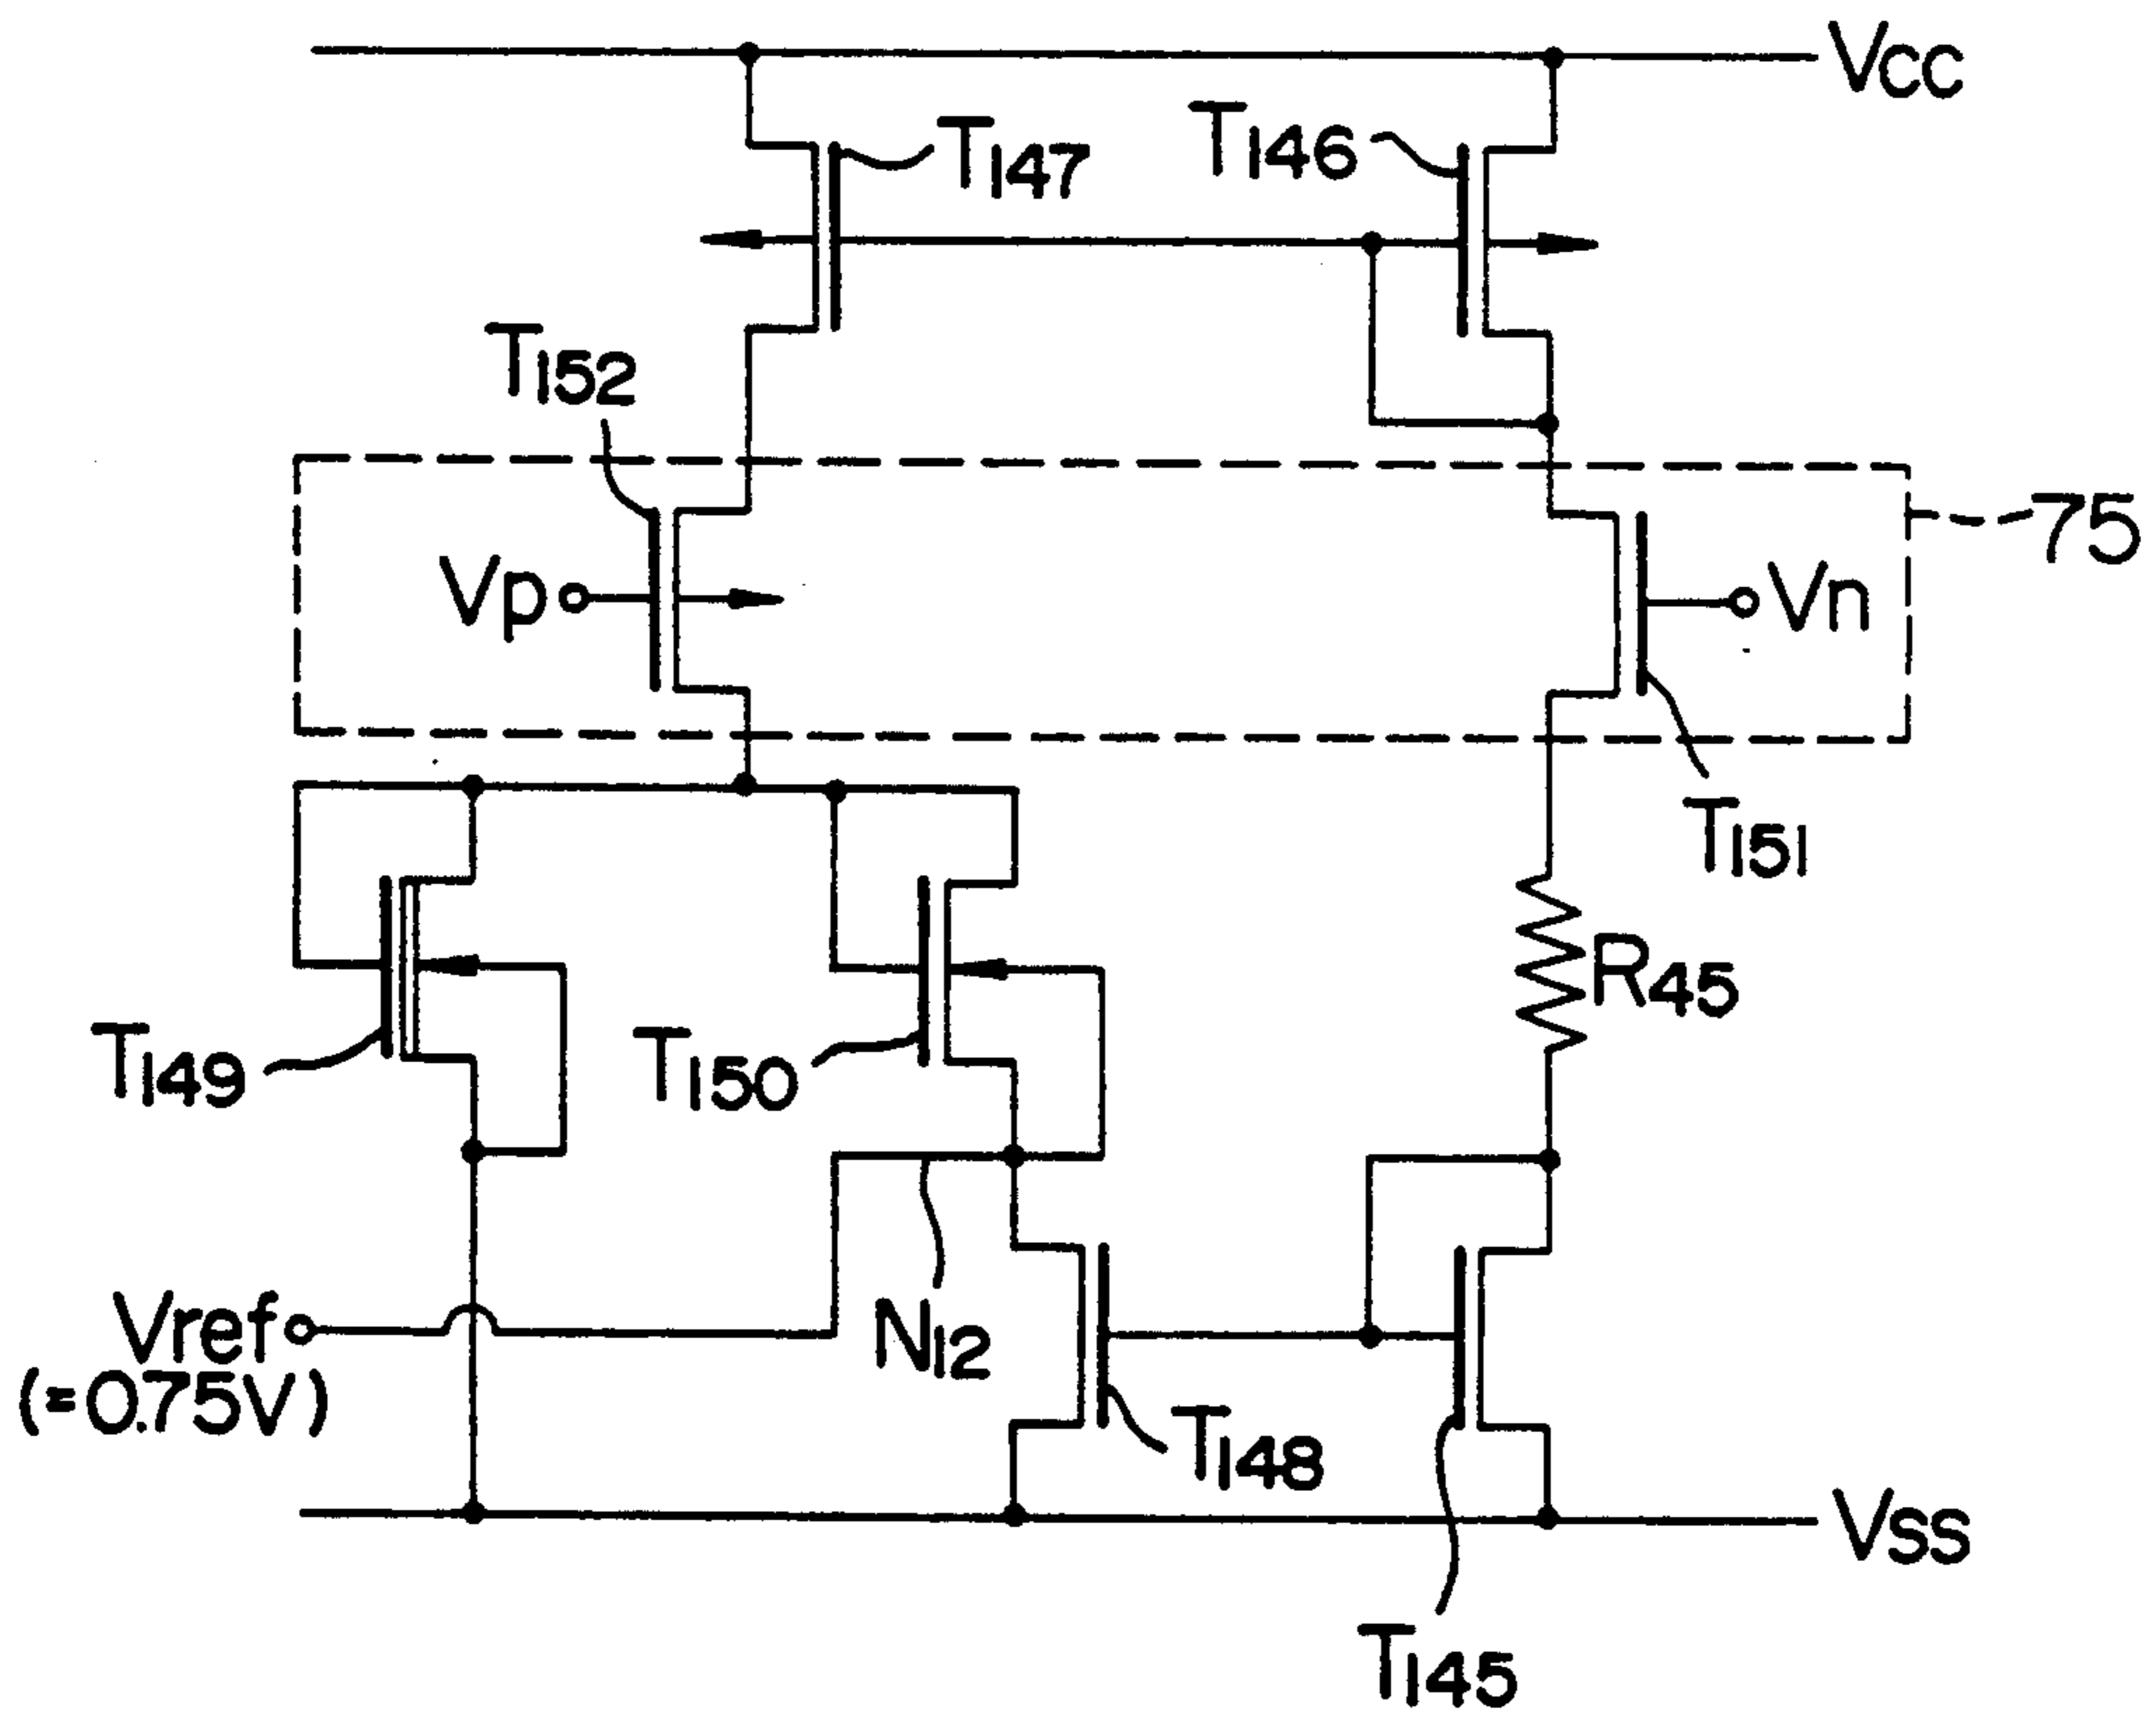 Vcc
T147
T146
T152
75
Vp
Vn
T151
R45
T149
T150
Vref
(=0.75V)
N12
T148
Vss
T145